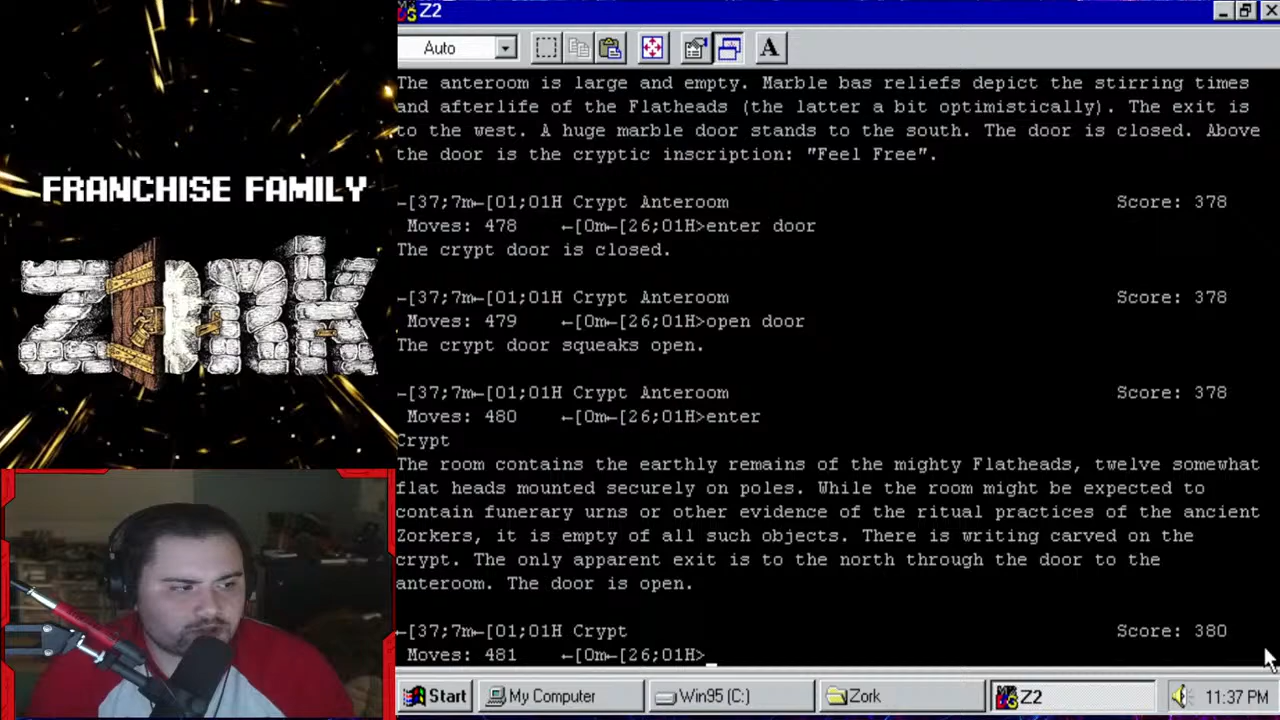 Z2
Auto
A
The anteroom is large and empty. Marble bas reliefs depict the stirring times
and afterlife of the Flatheads (the latter a bit optimistically). The exit is
to the west. A huge marble door stands to the south. The door is closed. Above
the door is the cryptic inscription: "Feel Free".
←[37;7m←[01;01H Crypt Anteroom Score: 378
Moves: 478 ←[0m←[26;01H>enter door
The crypt door is closed.
←[37;7m←[01;01H Crypt Anteroom Score: 378
Moves: 479 ←[0m←[26;01H>open door
The crypt door squeaks open.
←[37;7m←[01;01H Crypt Anteroom Score: 378
Moves: 480 ←[0m←[26;01H>enter
Crypt
The room contains the earthly remains of the mighty Flatheads, twelve somewhat
flat heads mounted securely on poles. While the room might be expected to
contain funerary urns or other evidence of the ritual practices of the ancient
Zorkers, it is empty of all such objects. There is writing carved on the
crypt. The only apparent exit is to the north through the door to the
anteroom. The door is open.
←[37;7m←[01;01H Crypt Score: 380
Moves: 481 ←[0m←[26;01H>_
FRANCHISE FAMILY
ZORK
Start My Computer Win95 (C:) Zork Z2 11:37 PM